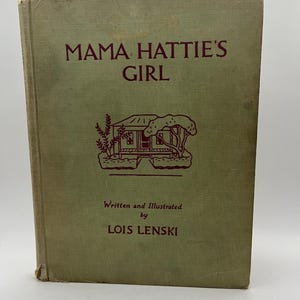 MAMA HATTIE'S
GIRL
Written and Illustrated
by
LOIS LENSKI